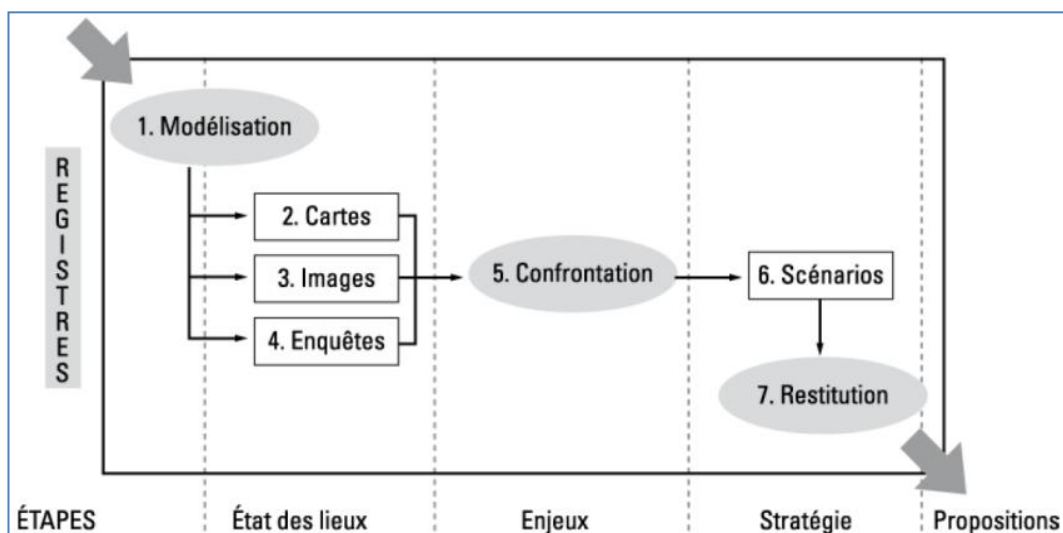 1. Modélisation
REGISTRES
2. Cartes
3. Images
4. Enquêtes
5. Confrontation
6. Scénarios
7. Restitution
ÉTAPES
État des lieux
Enjeux
Stratégie
Propositions